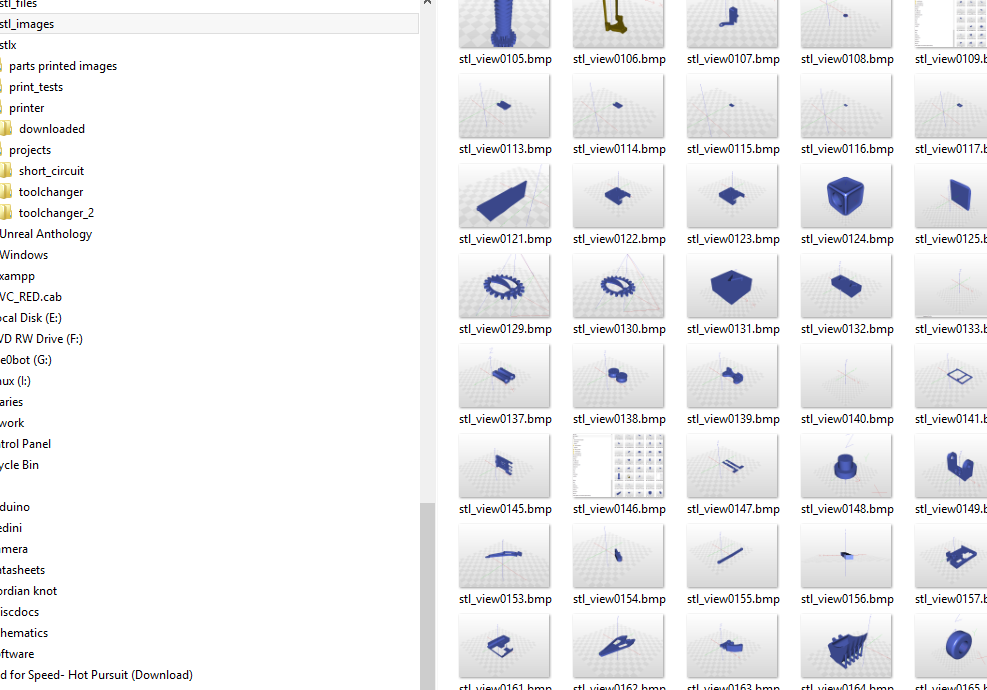 stl_files
stl_images
stlx
parts printed images
print_tests
printer
downloaded
projects
short_circuit
toolchanger
toolchanger_2
Unreal Anthology
Windows
xampp
VC_RED.cab
ocal Disk (E:)
VD RW Drive (F:)
e0bot (G:)
nux (I:)
aries
work
trol Panel
ycle Bin
duino
edini
amera
atasheets
ordian knot
iscdocs
thematics
oftware
d for Speed- Hot Pursuit (Download)
stl_view0105.bmp stl_view0106.bmp stl_view0107.bmp stl_view0108.bmp stl_view0109.b
stl_view0113.bmp stl_view0114.bmp stl_view0115.bmp stl_view0116.bmp stl_view0117.b
stl_view0121.bmp stl_view0122.bmp stl_view0123.bmp stl_view0124.bmp stl_view0125.b
stl_view0129.bmp stl_view0130.bmp stl_view0131.bmp stl_view0132.bmp stl_view0133.b
stl_view0137.bmp stl_view0138.bmp stl_view0139.bmp stl_view0140.bmp stl_view0141.b
stl_view0145.bmp stl_view0146.bmp stl_view0147.bmp stl_view0148.bmp stl_view0149.b
stl_view0153.bmp stl_view0154.bmp stl_view0155.bmp stl_view0156.bmp stl_view0157.b
stl_view0161.bmp stl_view0162.bmp stl_view0163.bmp stl_view0164.bmp stl_view0165.b